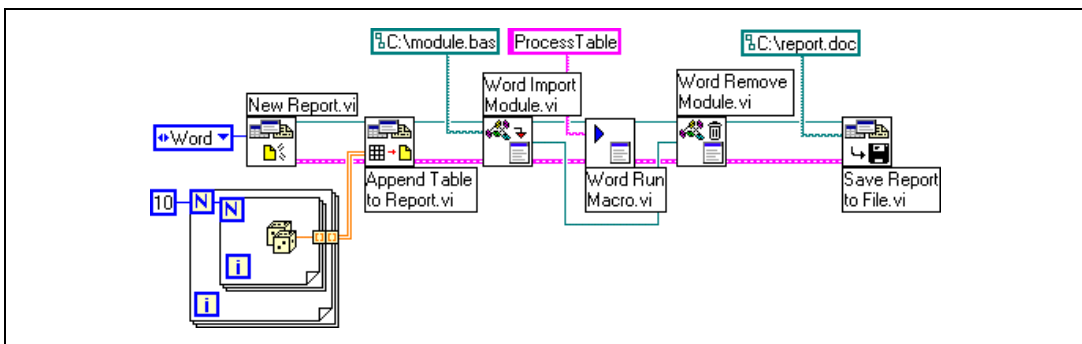 C:\module.bas
ProcessTable
C:\report.doc
Word Import
Module.vi
Word Remove
Module.vi
New Report.vi
Word
Append Table
to Report.vi
Word Run
Macro.vi
Save Report
to File.vi
10
N
N
i
i